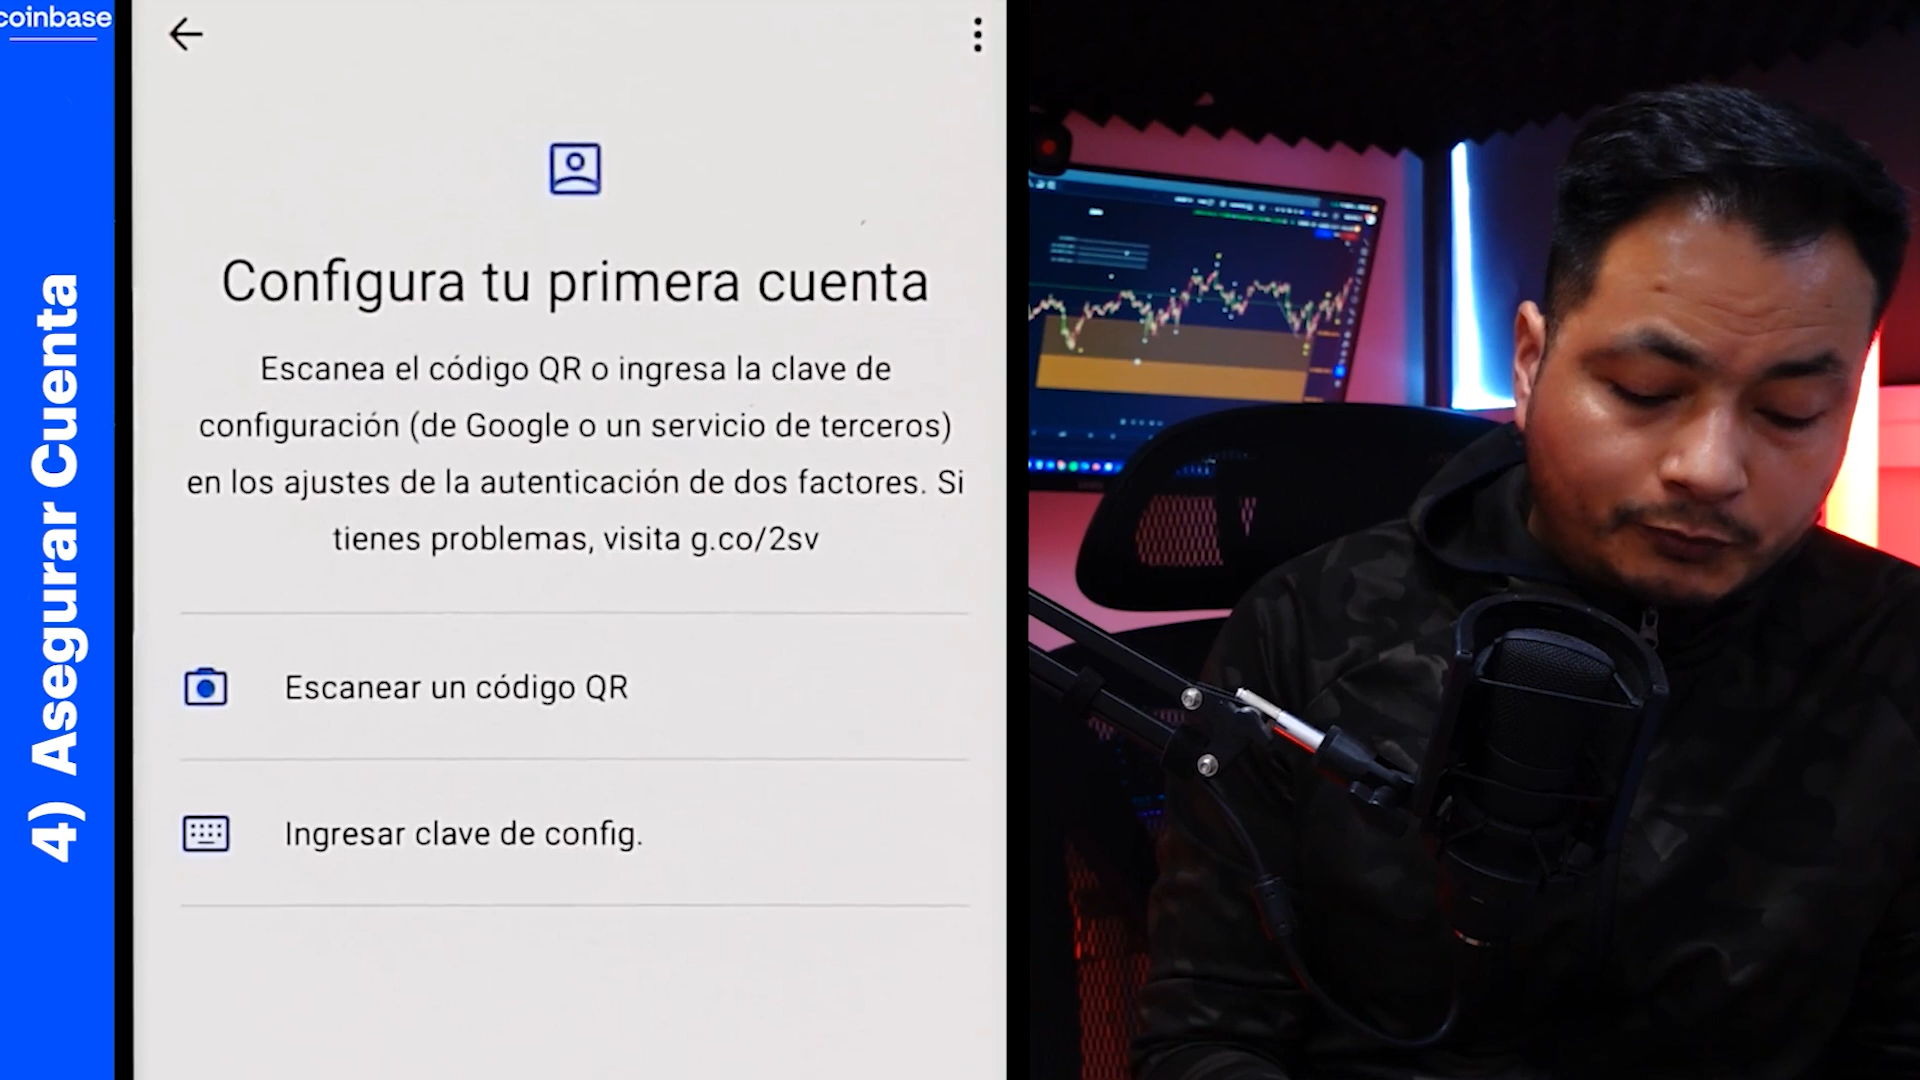 coinbase
4) Asegurar Cuenta
Configura tu primera cuenta
Escanea el código QR o ingresa la clave de
configuración (de Google o un servicio de terceros)
en los ajustes de la autenticación de dos factores. Si
tienes problemas, visita g.co/2sv
Escanear un código QR
Ingresar clave de config.